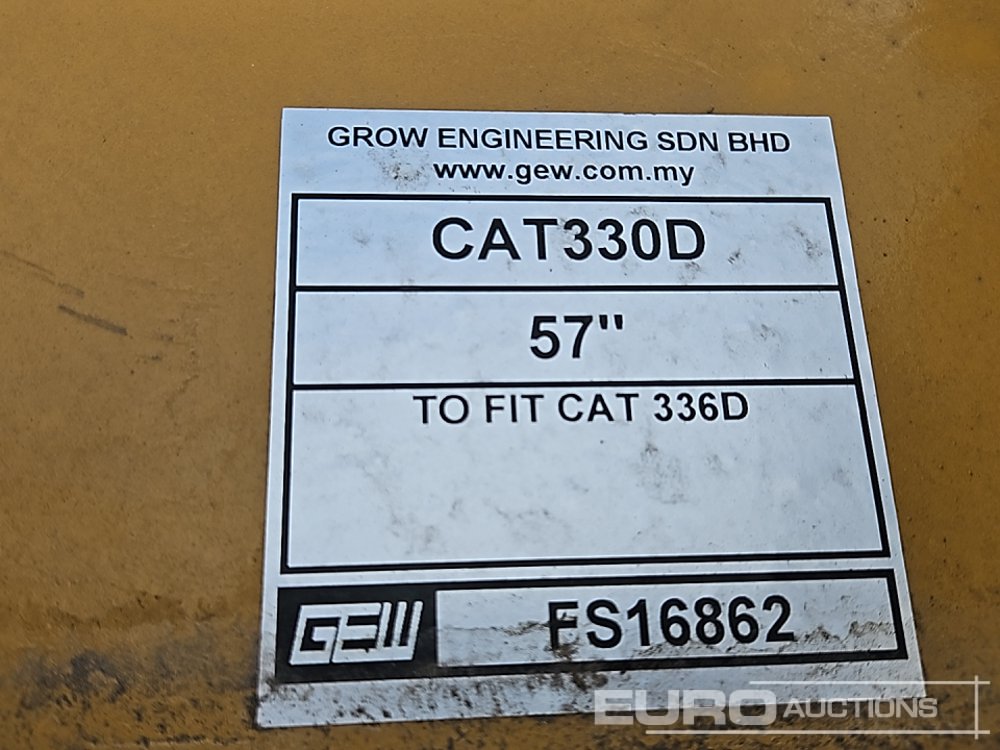 GROW ENGINEERING SDN BHD
www.gew.com.my
CAT330D
57"
TO FIT CAT 336D
GEW
FS16862
EURO AUCTIONS